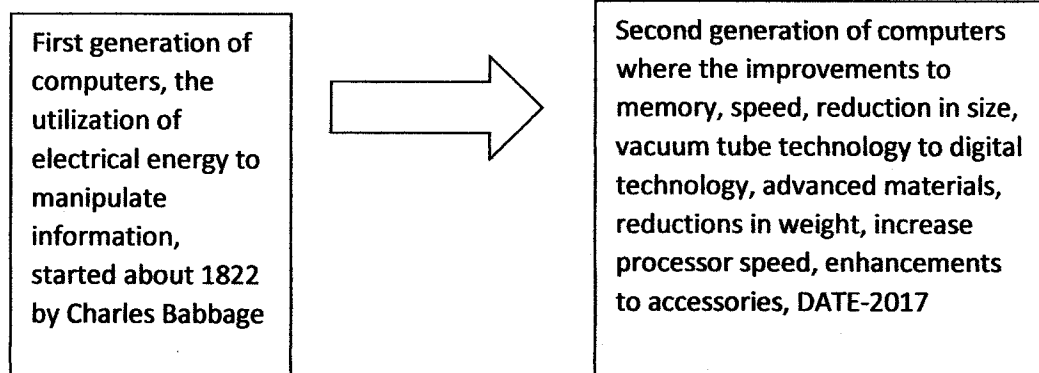 First generation of
computers, the
utilization of
electrical energy to
manipulate
information,
started about 1822
by Charles Babbage
Second generation of computers
where the improvements to
memory, speed, reduction in size,
vacuum tube technology to digital
technology, advanced materials,
reductions in weight, increase
processor speed, enhancements
to accessories, DATE-2017